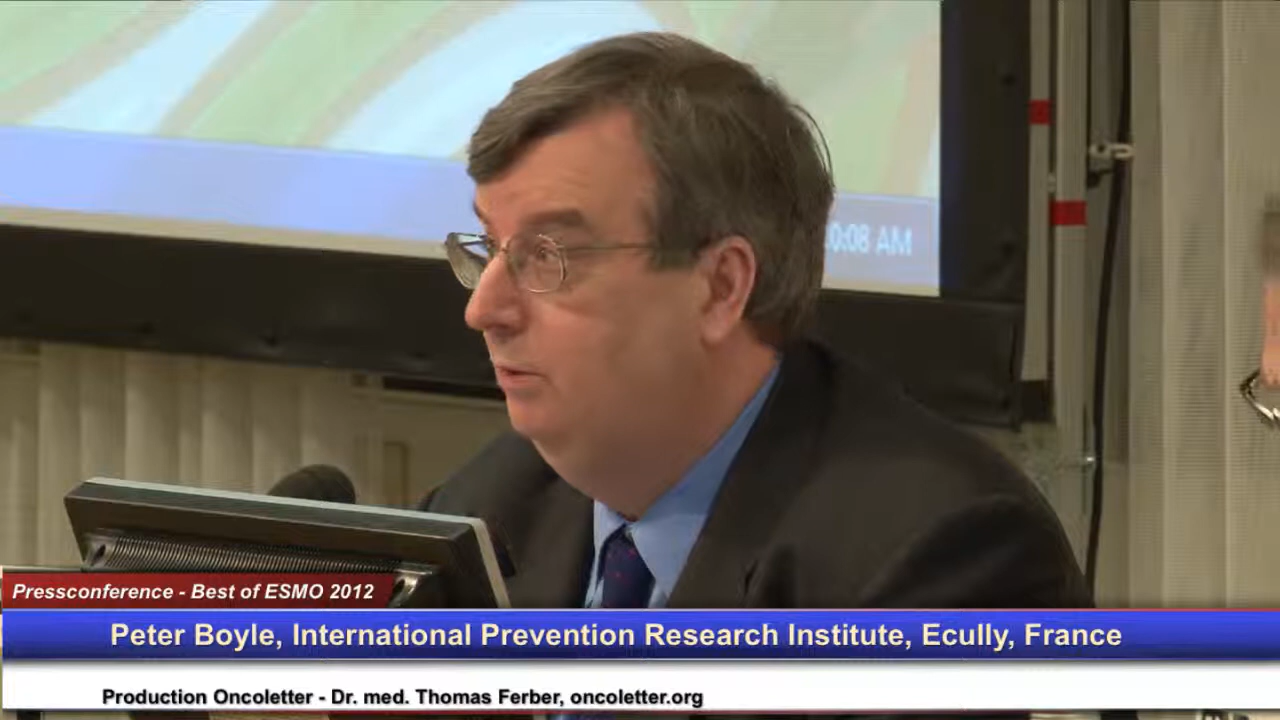 0:08 AM
Pressconference - Best of ESMO 2012
Peter Boyle, International Prevention Research Institute, Ecully, France
Production Oncoletter - Dr. med. Thomas Ferber, oncoletter.org